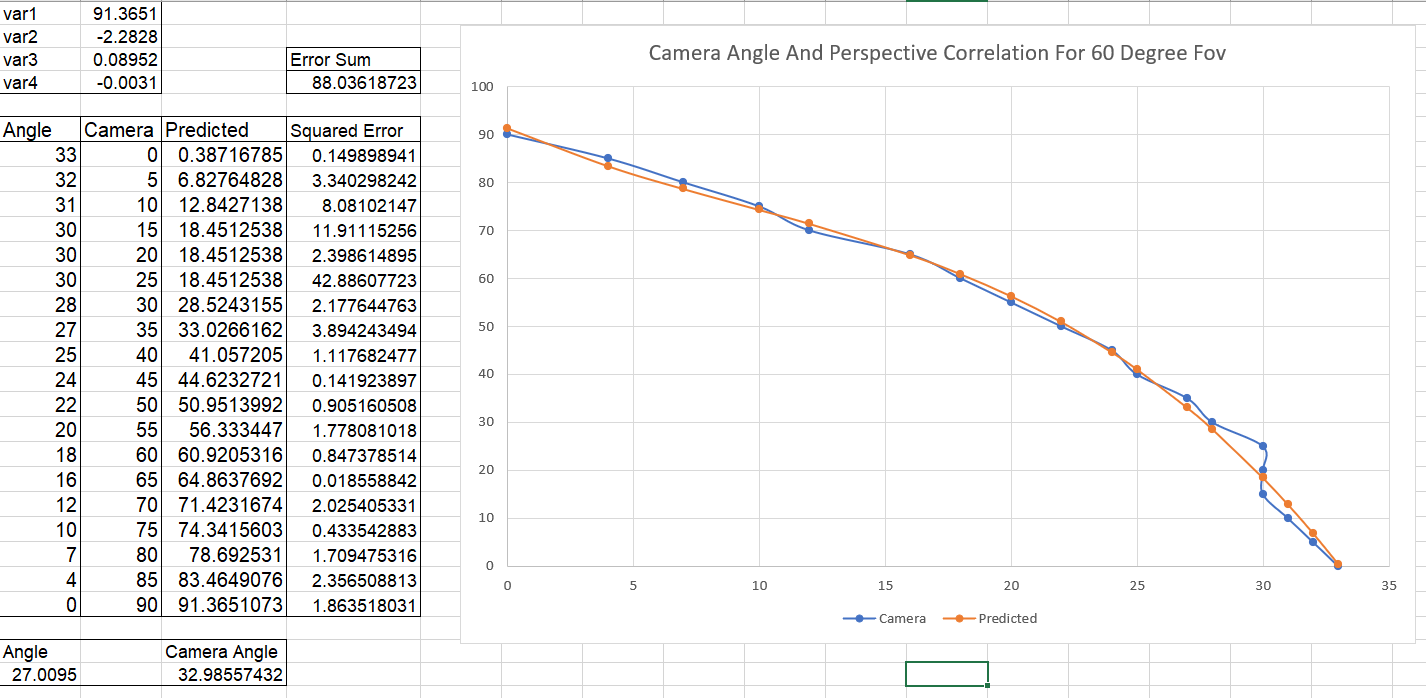 var1 91.3651
var2 -2.2828
var3 0.08952 Error Sum
var4 -0.0031 88.03618723
Angle Camera Predicted Squared Error
33 0 0.38716785 0.149898941
32 5 6.82764828 3.340298242
31 10 12.8427138 8.08102147
30 15 18.4512538 11.91115256
30 20 18.4512538 2.398614895
30 25 18.4512538 42.88607723
28 30 28.5243155 2.177644763
27 35 33.0266162 3.894243494
25 40 41.057205 1.117682477
24 45 44.6232721 0.141923897
22 50 50.9513992 0.905160508
20 55 56.333447 1.778081018
18 60 60.9205316 0.847378514
16 65 64.8637692 0.018558842
12 70 71.4231674 2.025405331
10 75 74.3415603 0.433542883
7 80 78.692531 1.709475316
4 85 83.4649076 2.356508813
0 90 91.3651073 1.863518031
Angle Camera Angle
27.0095 32.98557432
Camera Angle And Perspective Correlation For 60 Degree Fov
100
90
80
70
60
50
40
30
20
10
0
0 5 10 15 20 25 30 35
Camera Predicted